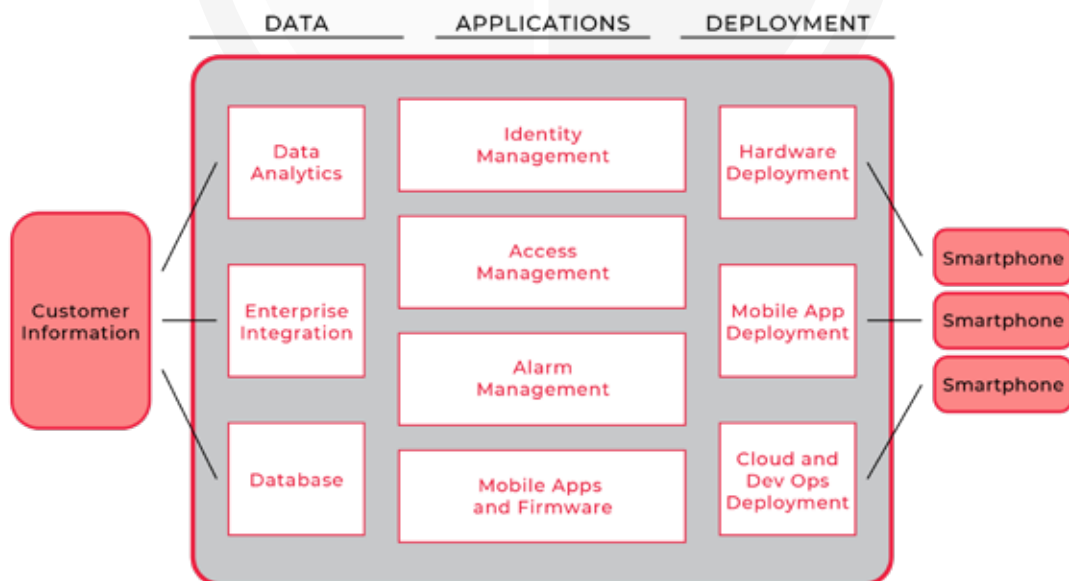 DATA
APPLICATIONS
DEPLOYMENT
Customer
Information
Data
Analytics
Enterprise
Integration
Database
Identity
Management
Access
Management
Alarm
Management
Mobile Apps
and Firmware
Hardware
Deployment
Mobile App
Deployment
Cloud and
Dev Ops
Deployment
Smartphone
Smartphone
Smartphone